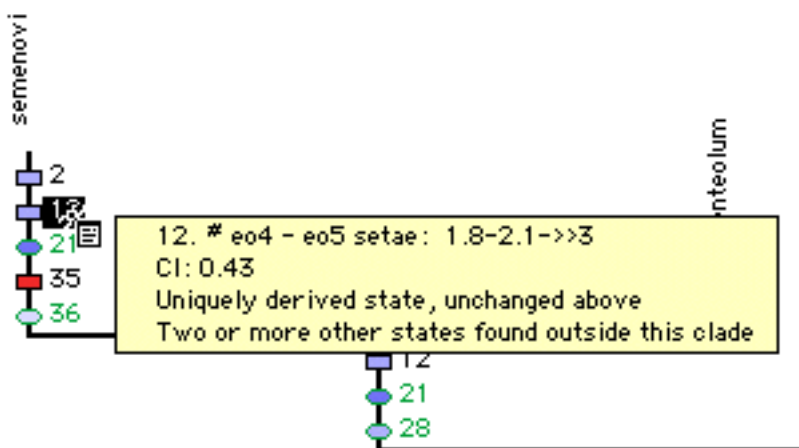 semenovi
2
12
21
35
36
nteolum
12. # eo4 - eo5 setae: 1.8-2.1->>3
CI: 0.43
Uniquely derived state, unchanged above
Two or more other states found outside this clade
12
21
28